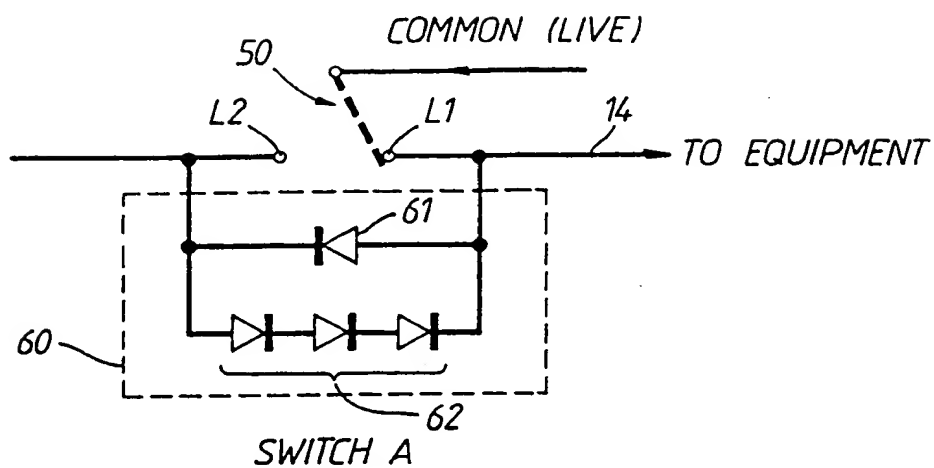 COMMON (LIVE)
50
L2
L1
14
TO EQUIPMENT
61
60
62
SWITCH A